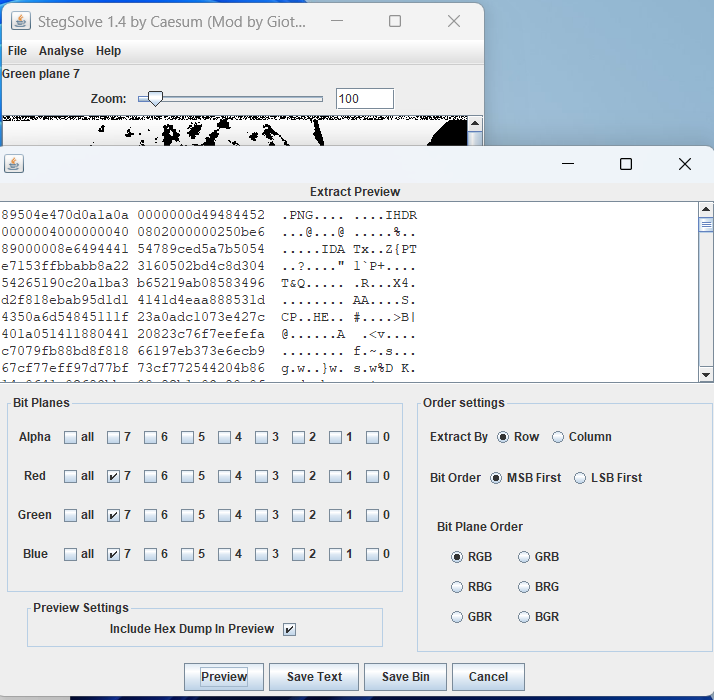 StegSolve 1.4 by Caesum (Mod by Giot...
File Analyse Help
Green plane 7
Zoom: 100
Extract Preview
89504e470d0a1a0a 0000000d49484452 .PNG.... ....IHDR
0000004000000040 0802000000250be6 ...@...@ .....%..
89000008e6494441 54789ced5a7b5054 .....IDA Tx..Z{PT
e7153ffbbabb8a22 3160502bd4c8d304 ..?...." 1`P+....
54265190c20a1ba3 b65219ab08583496 T&Q..... .R...X4.
d2f818ebab95d1d1 4141d4eaa888531d ........ AA....S.
4350a6d54845111f 23a0adc1073e427c CP..HE.. #....>B|
401a051411880440 20823c76f7eefefa @......A .<v....
c7079fb88bd8f818 66197eb373e6ecb9 ........ f.~.s...
67cf77eff97d77bf 73cf772544204b86 g.w..}w. s.w%D K.
Bit Planes
Alpha all 7 6 5 4 3 2 1 0
Red all 7 6 5 4 3 2 1 0
Green all 7 6 5 4 3 2 1 0
Blue all 7 6 5 4 3 2 1 0
Preview Settings
Include Hex Dump In Preview
Order settings
Extract By Row Column
Bit Order MSB First LSB First
Bit Plane Order
RGB GRB
RBG BRG
GBR BGR
Preview Save Text Save Bin Cancel